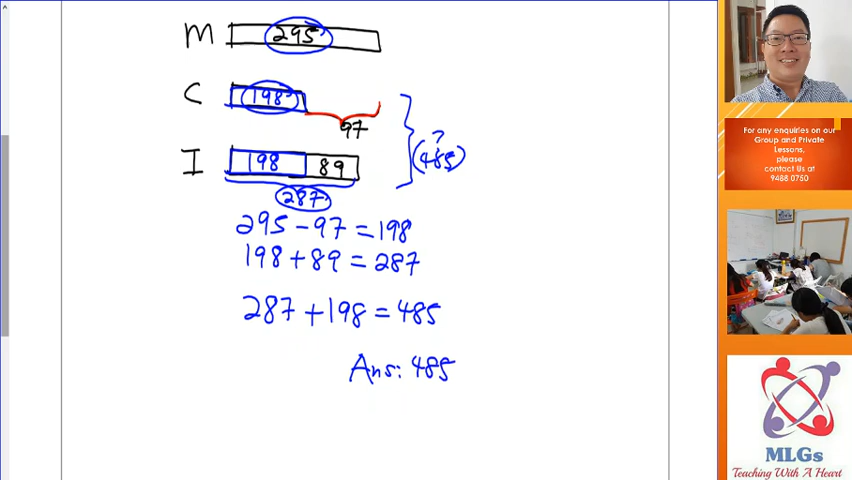 M 295
C 198
97
I 198 89
287
?
(485)
295 - 97 = 198
198 + 89 = 287
287 + 198 = 485
Ans: 485
For any enquiries on our
Group and Private
Lessons,
please
contact Us at
9488 0750
MLGs
Teaching With A Heart